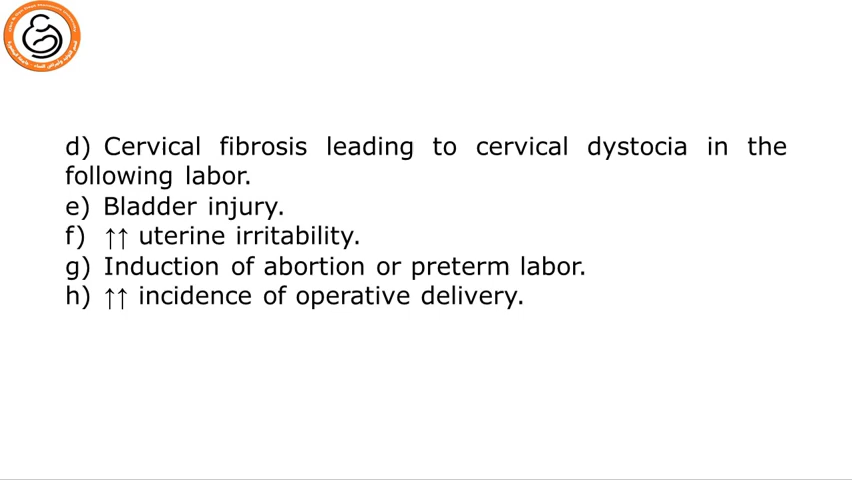 d) Cervical fibrosis leading to cervical dystocia in the
following labor.
e) Bladder injury.
f) ↑↑ uterine irritability.
g) Induction of abortion or preterm labor.
h) ↑↑ incidence of operative delivery.